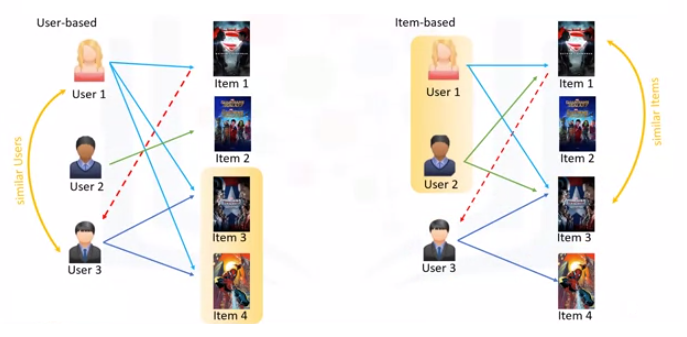 User-based
User 1
User 2
User 3
similar Users
Item 1
Item 2
Item 3
Item 4
Item-based
User 1
User 2
User 3
Item 1
Item 2
Item 3
Item 4
similar Items